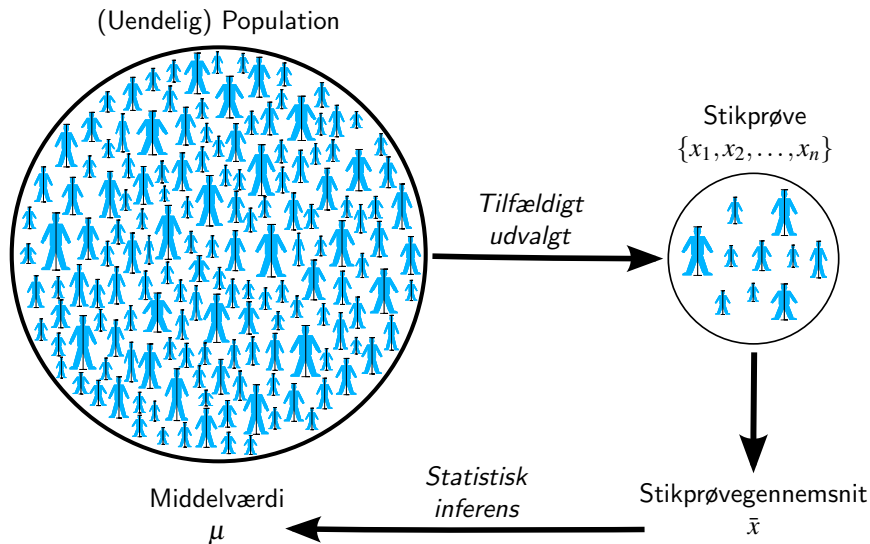 (Uendelig) Population
Stikprøve
{x₁, x₂, . . . , xₙ}
Tilfældigt
udvalgt
Statistisk
inferens
Middelværdi
μ
Stikprøvegennemsnit
x̄